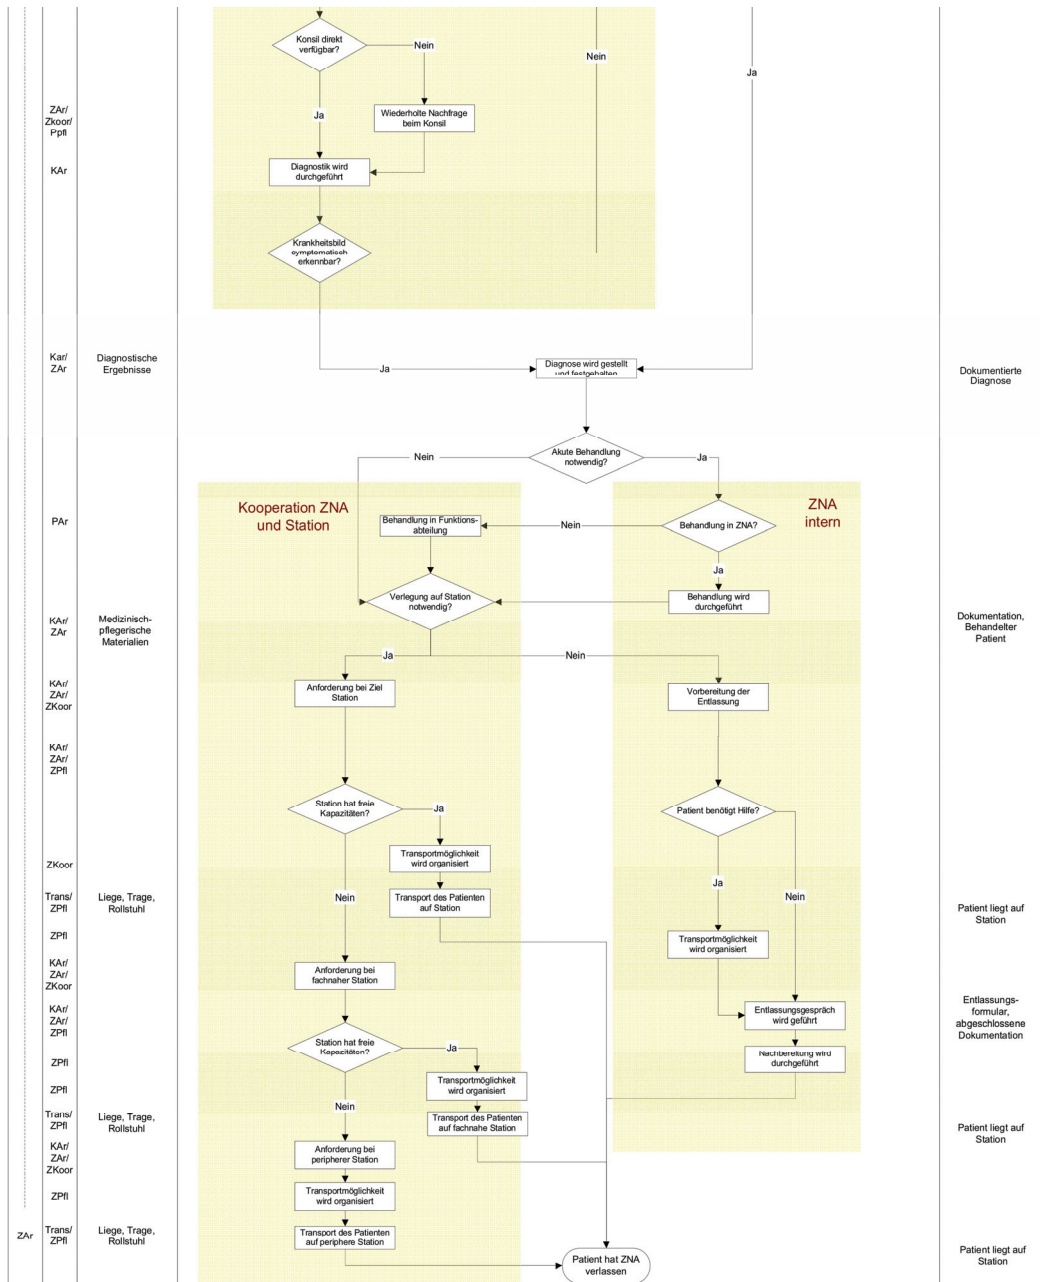 Konsil direkt
verfügbar?
Nein
Nein
Ja
ZAr/
Zkoor/
Ppfl
Ja
Wiederholte Nachfrage
beim Konsil
KAr
Diagnostik wird
durchgeführt
Krankheitsbild
symptomatisch
erkennbar?
Kar/
ZAr
Diagnostische
Ergebnisse
Ja
Diagnose wird gestellt
und festgehalten
Dokumentierte
Diagnose
Akute Behandlung
notwendig?
Nein
Ja
Kooperation ZNA
und Station
ZNA
intern
PAr
Behandlung in Funktions-
abteilung
Nein
Behandlung in ZNA?
Ja
Verlegung auf Station
notwendig?
Behandlung wird
durchgeführt
KAr/
ZAr
Medizinisch-
pflegerische
Materialien
Dokumentation,
Behandelter
Patient
Ja
Nein
KAr/
ZAr/
ZKoor
Anforderung bei Ziel
Station
Vorbereitung der
Entlassung
KAr/
ZAr/
ZPfl
Station hat freie
Kapazitäten?
Ja
Patient benötigt Hilfe?
ZKoor
Transportmöglichkeit
wird organisiert
Ja
Nein
Trans/
ZPfl
Liege, Trage,
Rollstuhl
Nein
Transport des Patienten
auf Station
Patient liegt auf
Station
ZPfl
Transportmöglichkeit
wird organisiert
KAr/
ZAr/
ZKoor
Anforderung bei
fachnaher Station
KAr/
ZAr/
ZPfl
Entlassungsgespräch
wird geführt
Entlassungs-
formular,
abgeschlossene
Dokumentation
Station hat freie
Kapazitäten?
Ja
Nachbereitung wird
durchgeführt
ZPfl
ZPfl
Transportmöglichkeit
wird organisiert
Nein
Trans/
ZPfl
Liege, Trage,
Rollstuhl
Transport des Patienten
auf fachnahe Station
Patient liegt auf
Station
KAr/
ZAr/
ZKoor
Anforderung bei
peripherer Station
ZPfl
Transportmöglichkeit
wird organisiert
ZAr
Trans/
ZPfl
Liege, Trage,
Rollstuhl
Transport des Patienten
auf periphere Station
Patient hat ZNA
verlassen
Patient liegt auf
Station